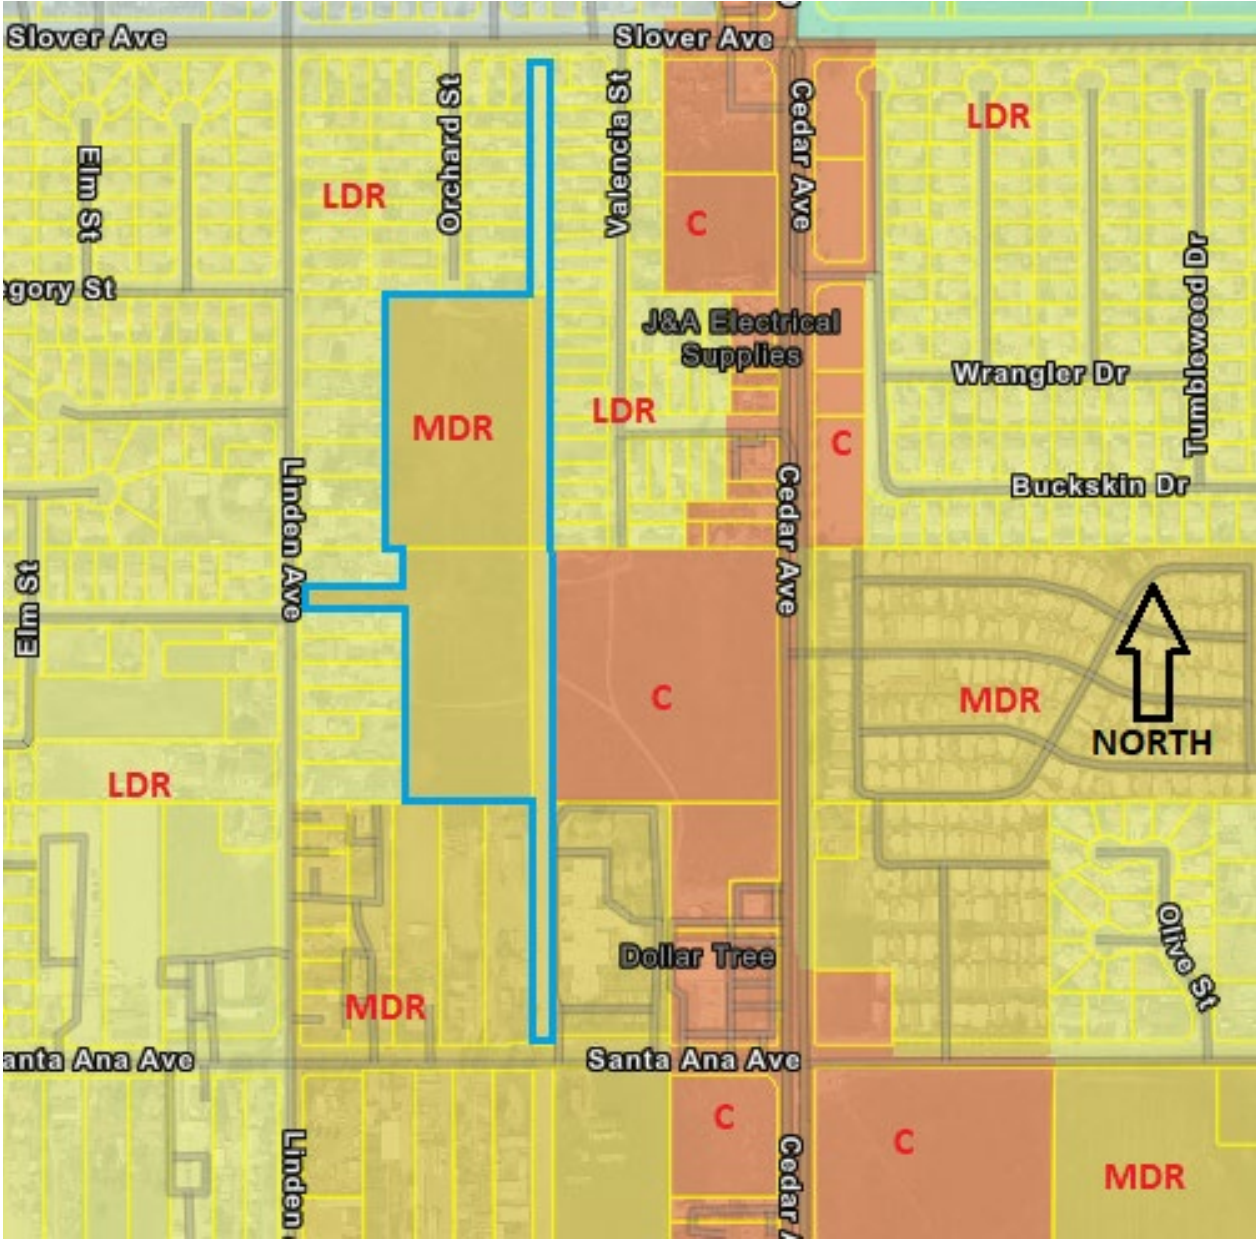 Slover Ave
Slover Ave
Cedar Ave
LDR
Orchard St
Valencia St
Elm St
LDR
C
Tumbleweed Dr
egory St
J&A Electrical
Supplies
Wrangler Dr
LDR
MDR
C
Linden Ave
Cedar Ave
Buckskin Dr
Elm St
C
MDR
NORTH
LDR
Olive St
Dollar Tree
MDR
anta Ana Ave
Santa Ana Ave
C
C
Linden
Cedar A
MDR